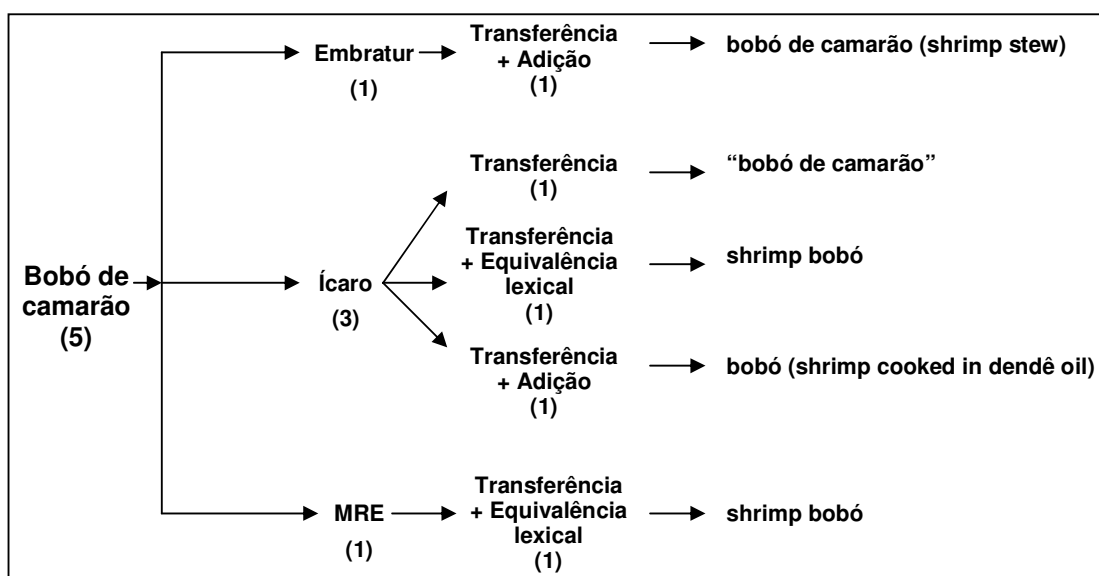 Bobó de
camarão
(5)
Embratur
(1)
Transferência
+ Adição
(1)
bobó de camarão (shrimp stew)
Ícaro
(3)
Transferência
(1)
“bobó de camarão”
Transferência
+ Equivalência
lexical
(1)
shrimp bobó
Transferência
+ Adição
(1)
bobó (shrimp cooked in dendê oil)
MRE
(1)
Transferência
+ Equivalência
lexical
(1)
shrimp bobó